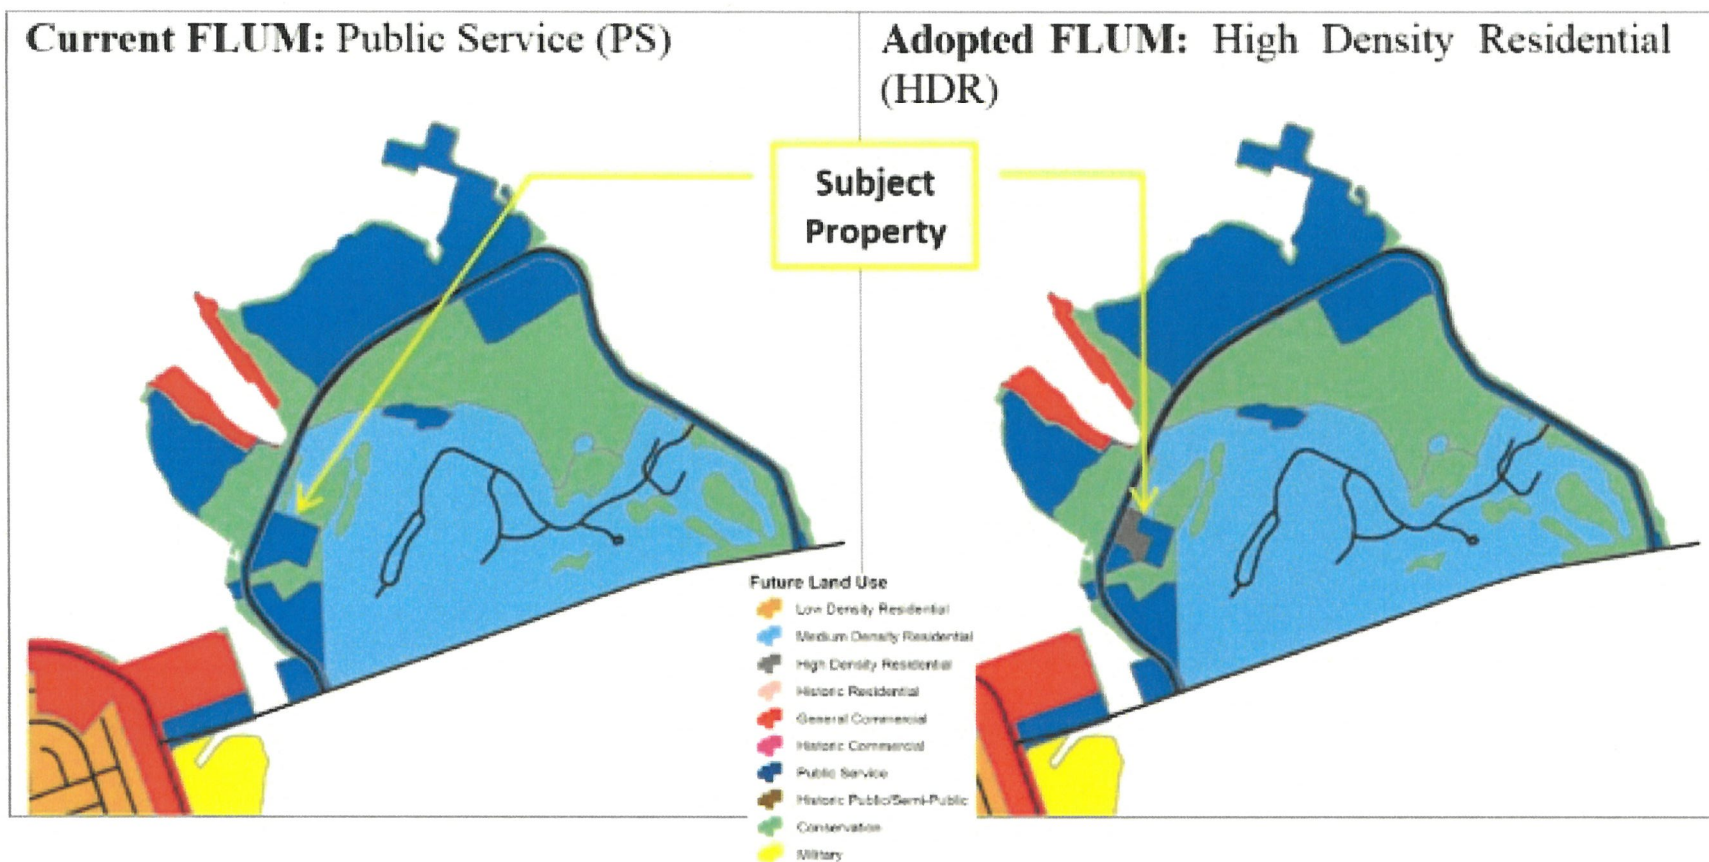 Current FLUM: Public Service (PS)
Adopted FLUM: High Density Residential
(HDR)
Subject
Property
Future Land Use
Low Density Residential
Medium Density Residential
High Density Residential
Historic Residential
General Commercial
Historic Commercial
Public Service
Historic Public/Semi-Public
Conservation
Military